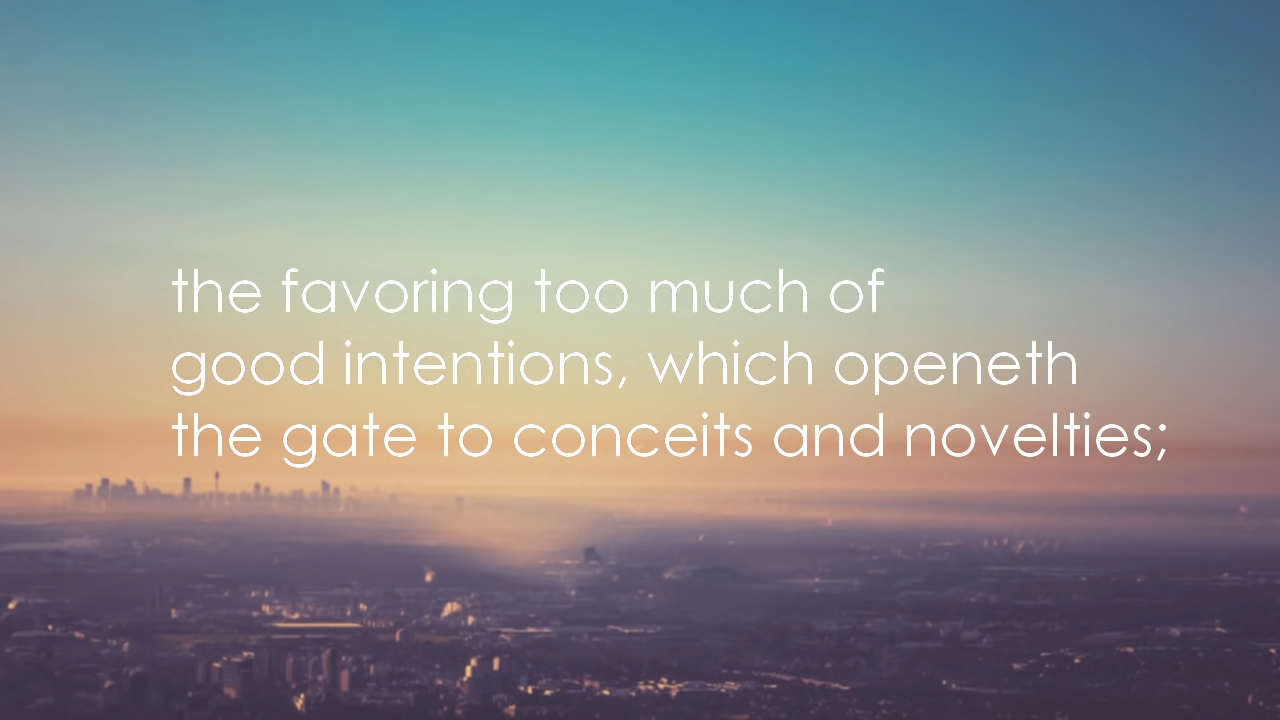 the favoring too much of
good intentions, which openeth
the gate to conceits and novelties;